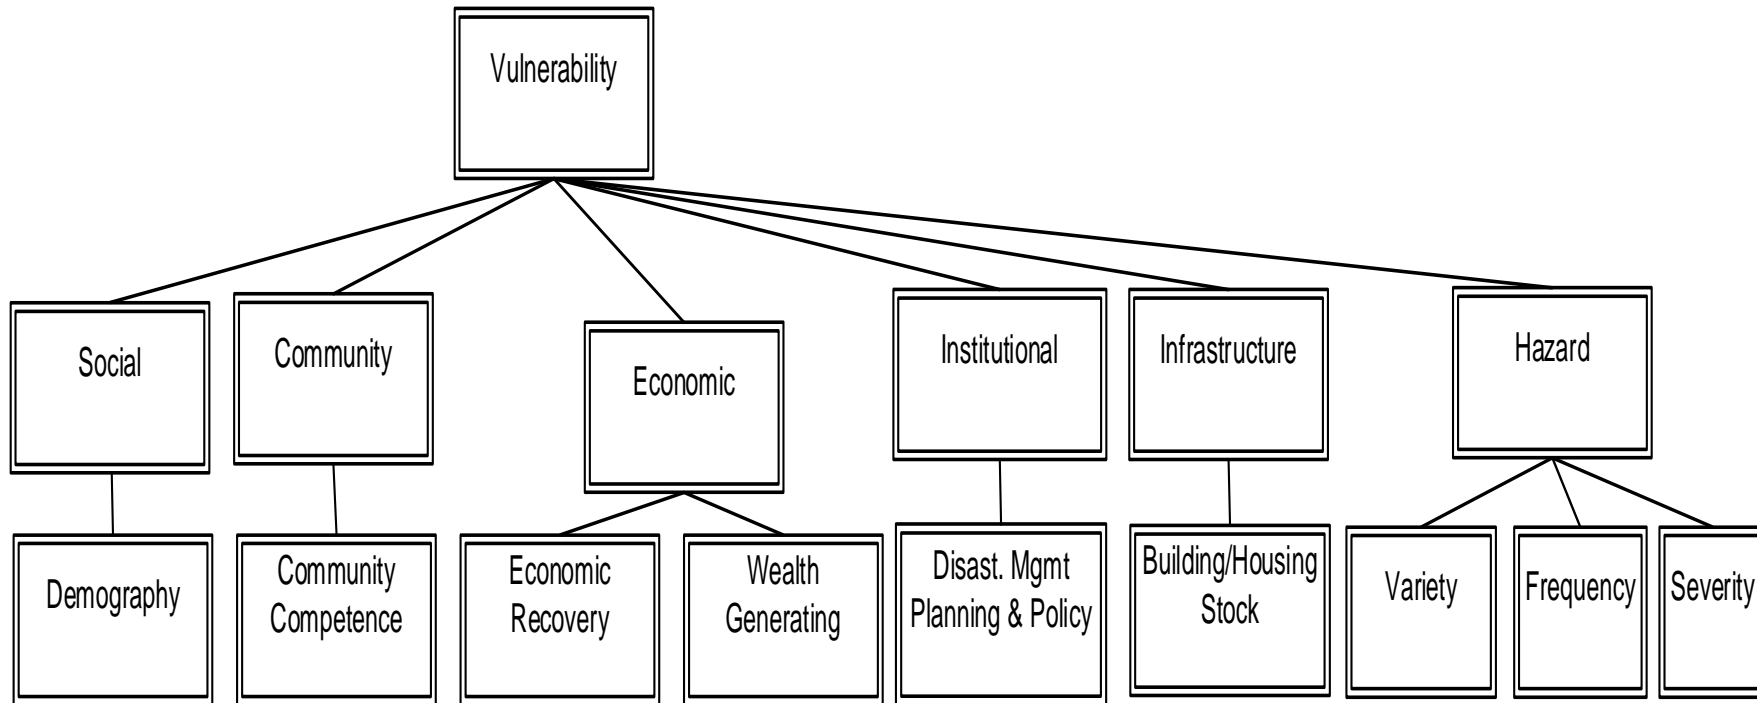 Vulnerability
Social
Community
Economic
Institutional
Infrastructure
Hazard
Demography
Community
Competence
Economic
Recovery
Wealth
Generating
Disast. Mgmt
Planning & Policy
Building/Housing
Stock
Variety
Frequency
Severity